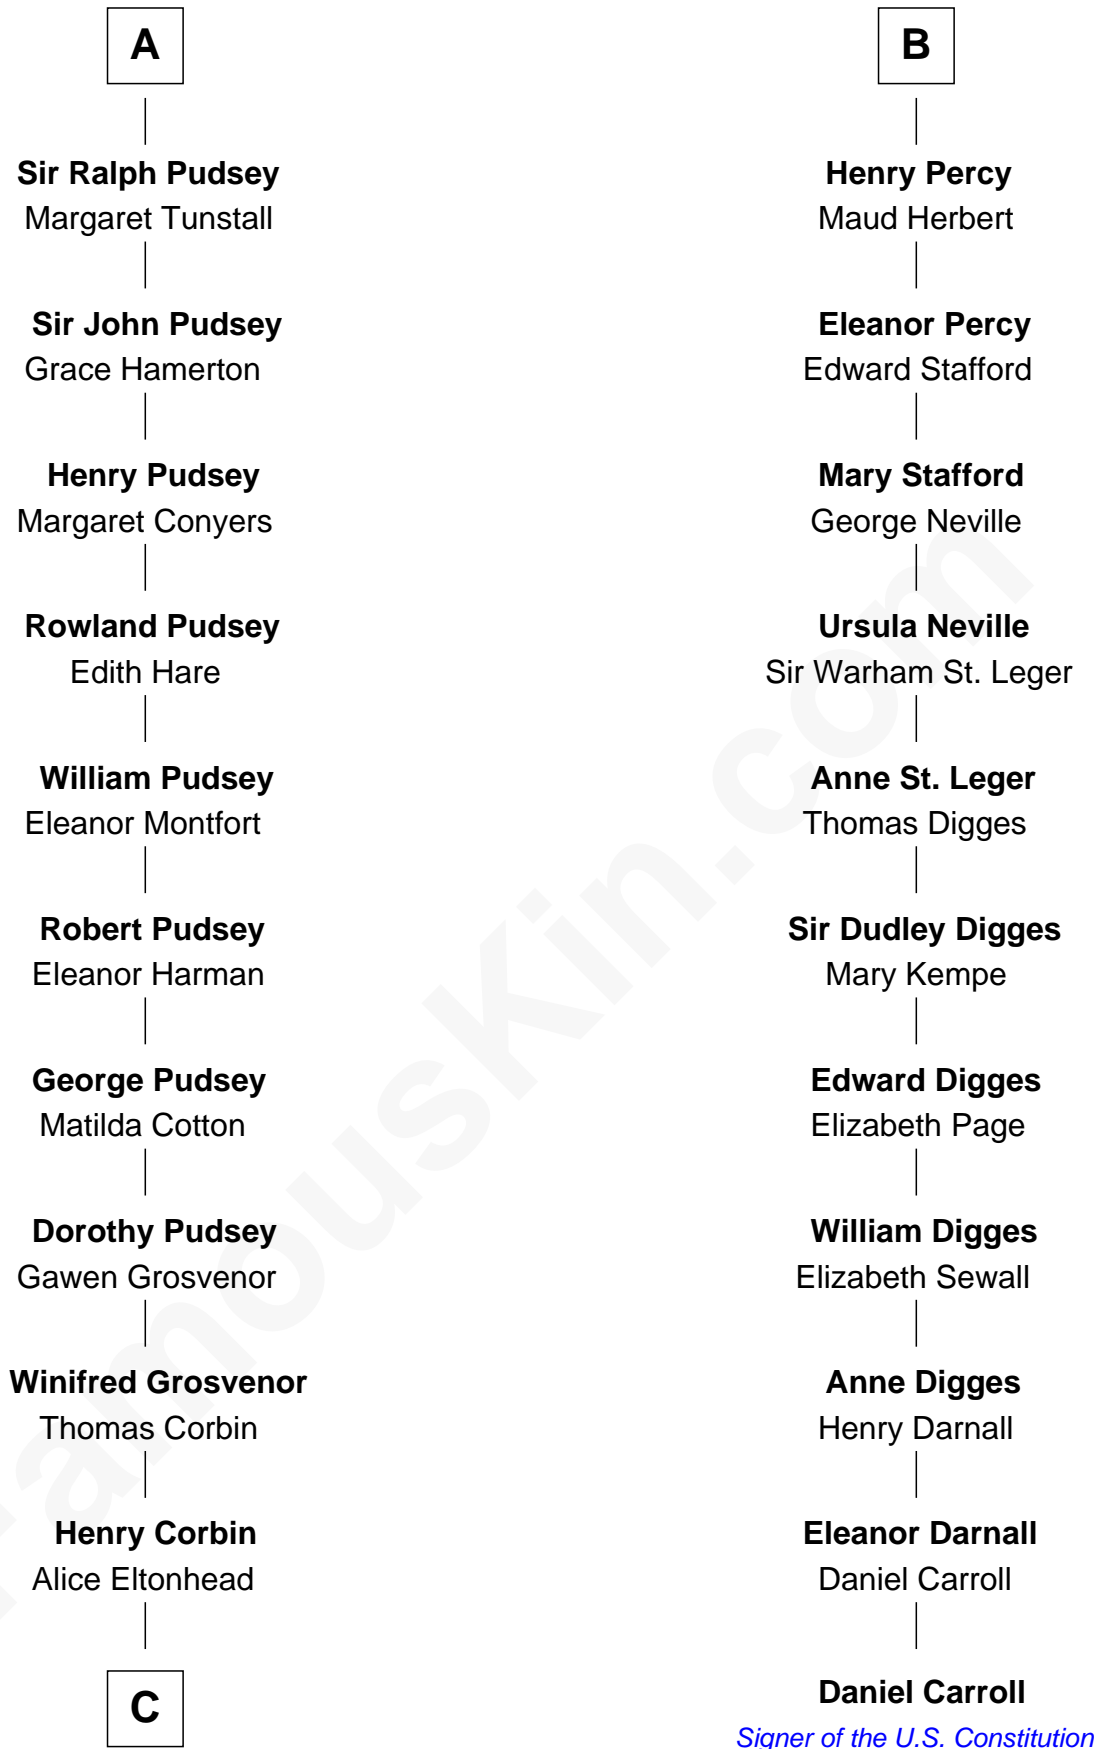 A
Sir Ralph Pudsey
Margaret Tunstall
Sir John Pudsey
Grace Hamerton
Henry Pudsey
Margaret Conyers
Rowland Pudsey
Edith Hare
William Pudsey
Eleanor Montfort
Robert Pudsey
Eleanor Harman
George Pudsey
Matilda Cotton
Dorothy Pudsey
Gawen Grosvenor
Winifred Grosvenor
Thomas Corbin
Henry Corbin
Alice Eltonhead
C
B
Henry Percy
Maud Herbert
Eleanor Percy
Edward Stafford
Mary Stafford
George Neville
Ursula Neville
Sir Warham St. Leger
Anne St. Leger
Thomas Digges
Sir Dudley Digges
Mary Kempe
Edward Digges
Elizabeth Page
William Digges
Elizabeth Sewall
Anne Digges
Henry Darnall
Eleanor Darnall
Daniel Carroll
Daniel Carroll
Signer of the U.S. Constitution
FamousKin.com